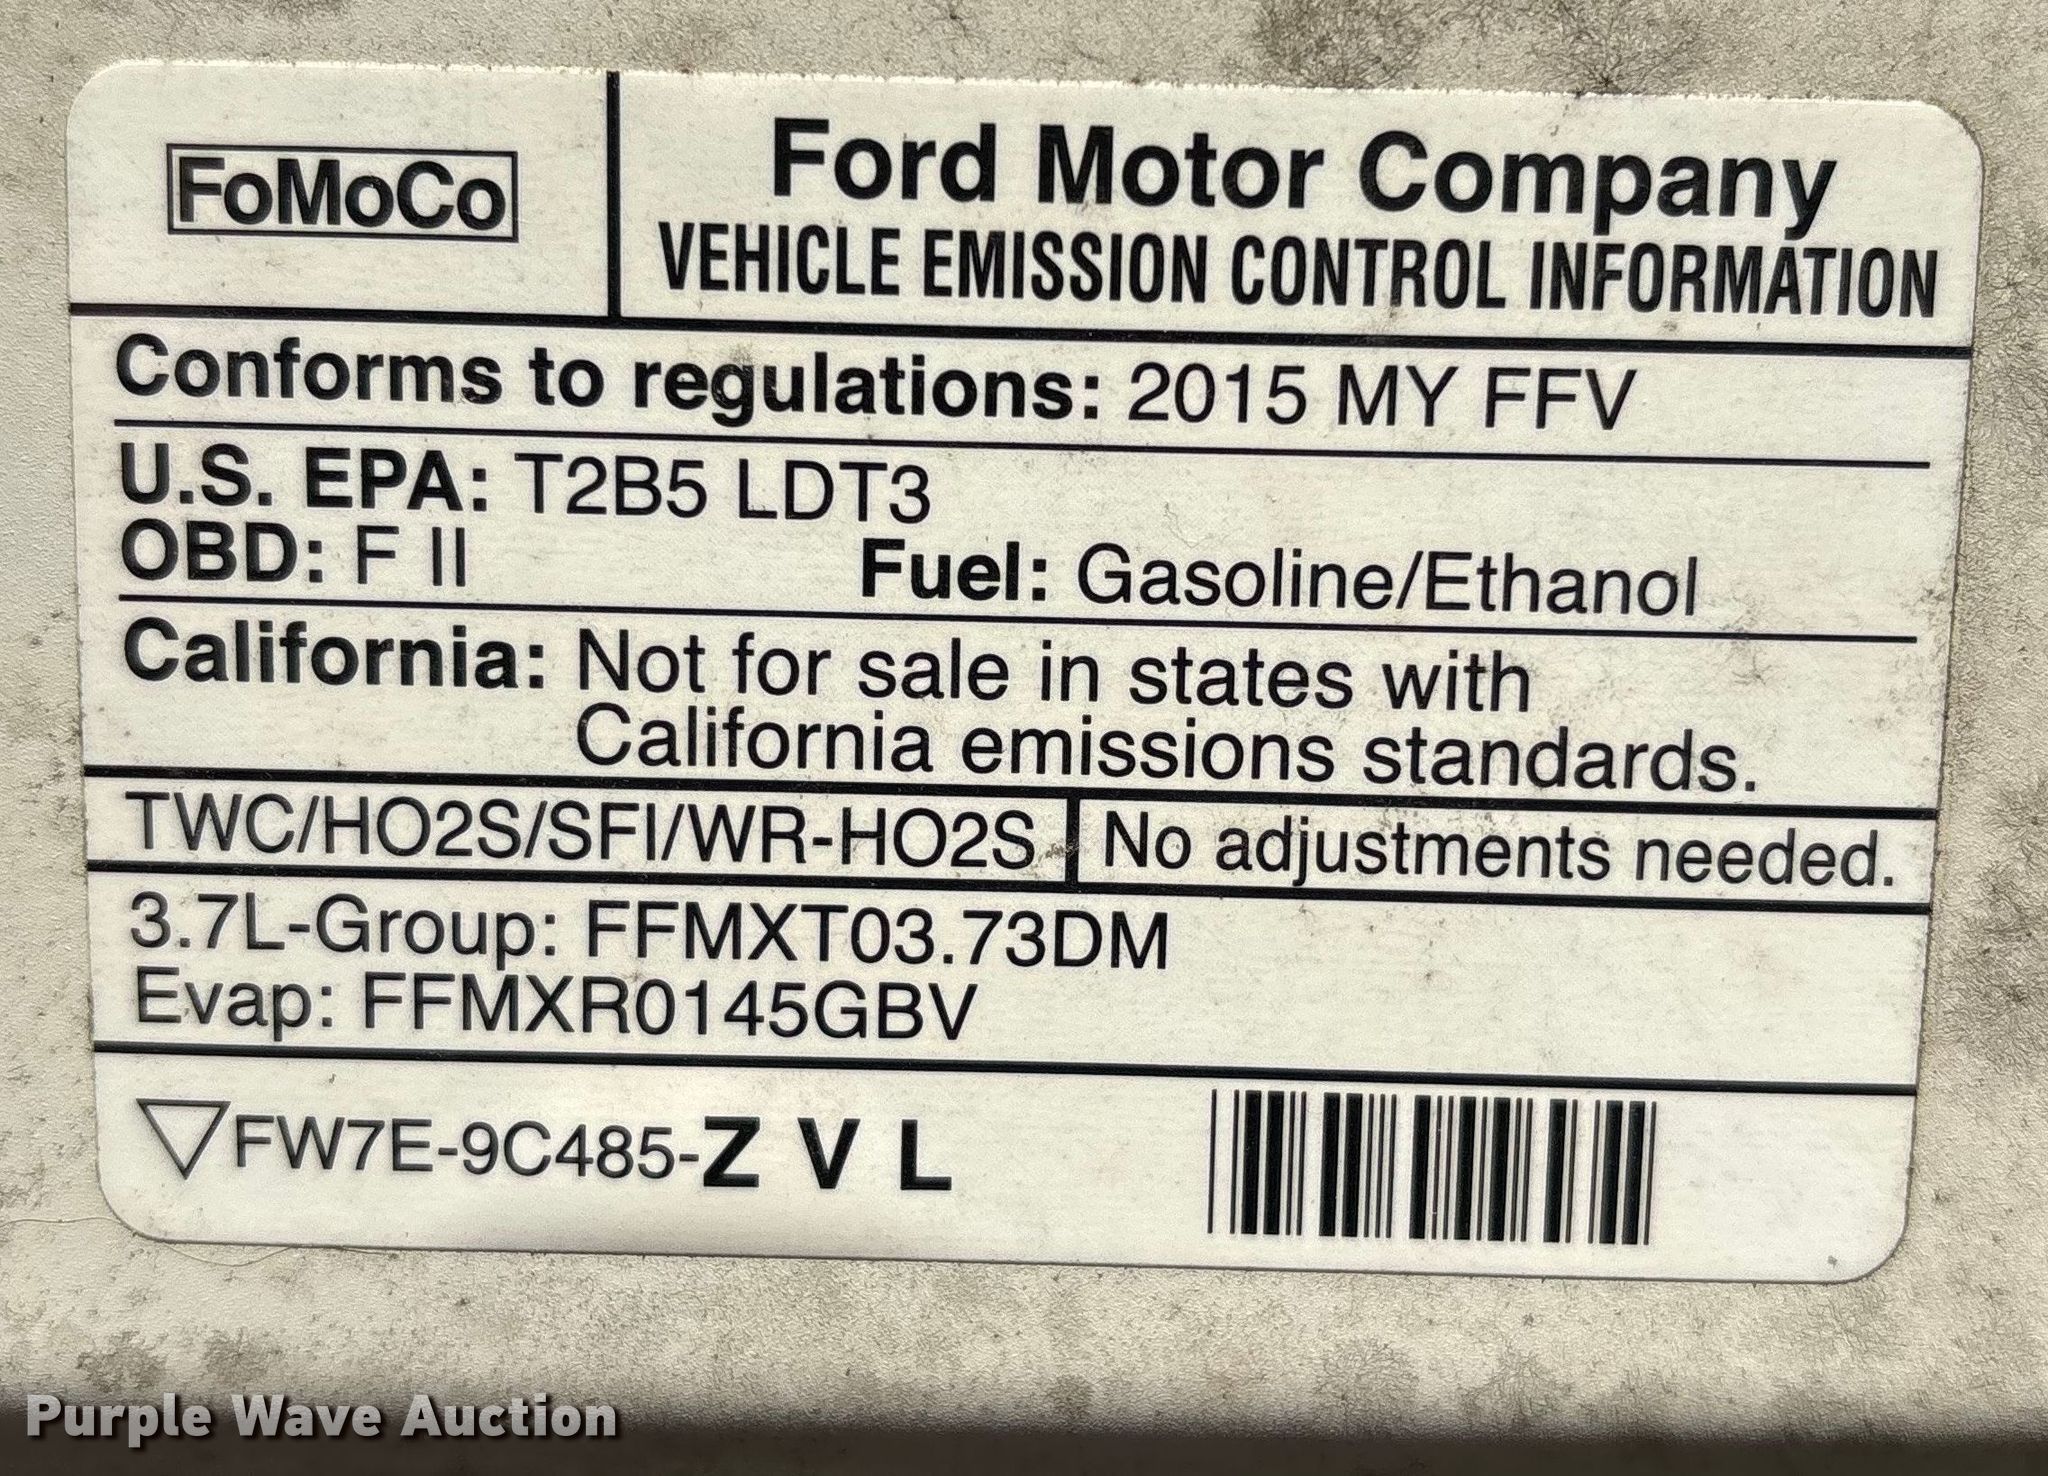 FoMoCo
Ford Motor Company
VEHICLE EMISSION CONTROL INFORMATION
Conforms to regulations: 2015 MY FFV
U.S. EPA: T2B5 LDT3
OBD: F II Fuel: Gasoline/Ethanol
California: Not for sale in states with
California emissions standards.
TWC/HO2S/SFI/WR-HO2S No adjustments needed.
3.7L-Group: FFMXT03.73DM
Evap: FFMXR0145GBV
FW7E-9C485-Z V L
Purple Wave Auction